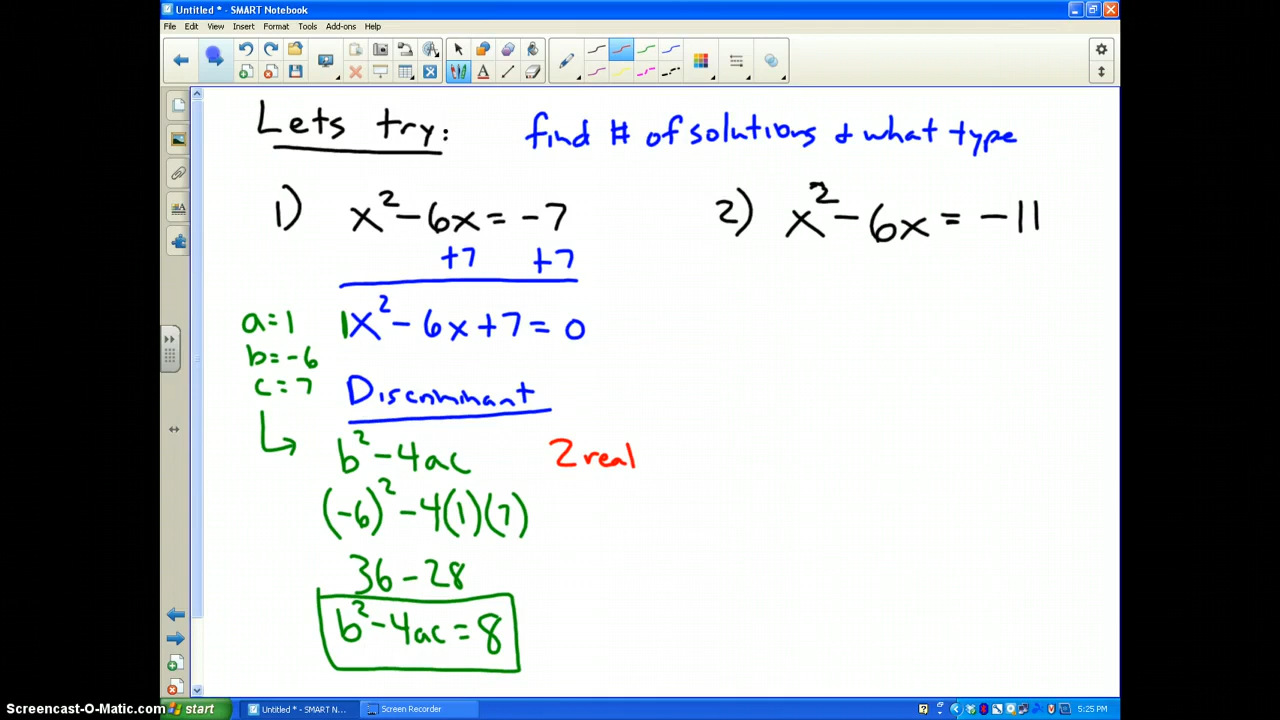 Untitled * - SMART Notebook
File Edit View Insert Format Tools Add-ons Help
Lets try: find # of solutions & what type
1) x² - 6x = -7
2) x² - 6x = -11
+7 +7
1x² - 6x + 7 = 0
a = 1
b = -6
c = 7
Discriminant
b² - 4ac 2 real
(-6)² - 4(1)(7)
36 - 28
b² - 4ac = 8
Screencast-O-Matic.com start Untitled * - SMART N... Screen Recorder 5:25 PM